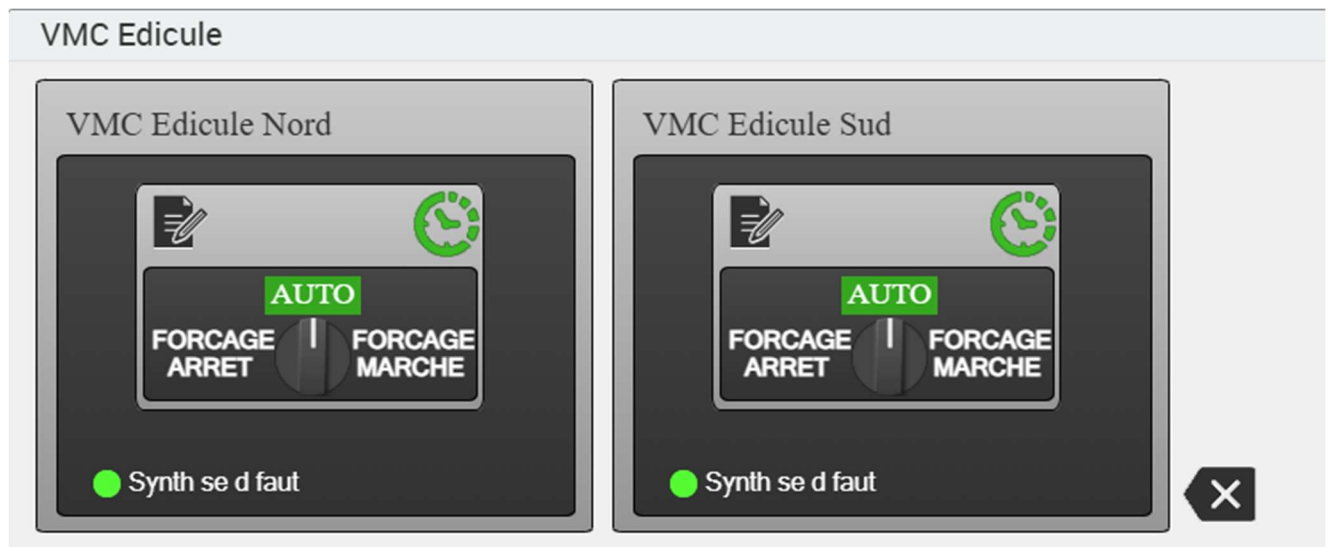 VMC Edicule
VMC Edicule Nord
AUTO
FORCAGE
ARRET
FORCAGE
MARCHE
Synth se d faut
VMC Edicule Sud
AUTO
FORCAGE
ARRET
FORCAGE
MARCHE
Synth se d faut